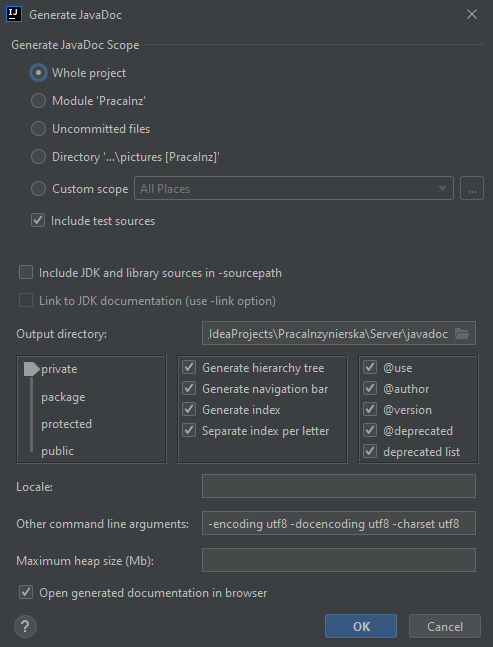 IJ
Generate JavaDoc
Generate JavaDoc Scope
Whole project
Module 'PracaInz'
Uncommitted files
Directory '...\pictures [PracaInz]'
Custom scope
All Places
...
Include test sources
Include JDK and library sources in -sourcepath
Link to JDK documentation (use -link option)
Output directory:
IdeaProjects\PracaInzynierska\Server\javadoc
private
package
protected
public
Generate hierarchy tree
Generate navigation bar
Generate index
Separate index per letter
@use
@author
@version
@deprecated
deprecated list
Locale:
Other command line arguments:
-encoding utf8 -docencoding utf8 -charset utf8
Maximum heap size (Mb):
Open generated documentation in browser
?
OK
Cancel